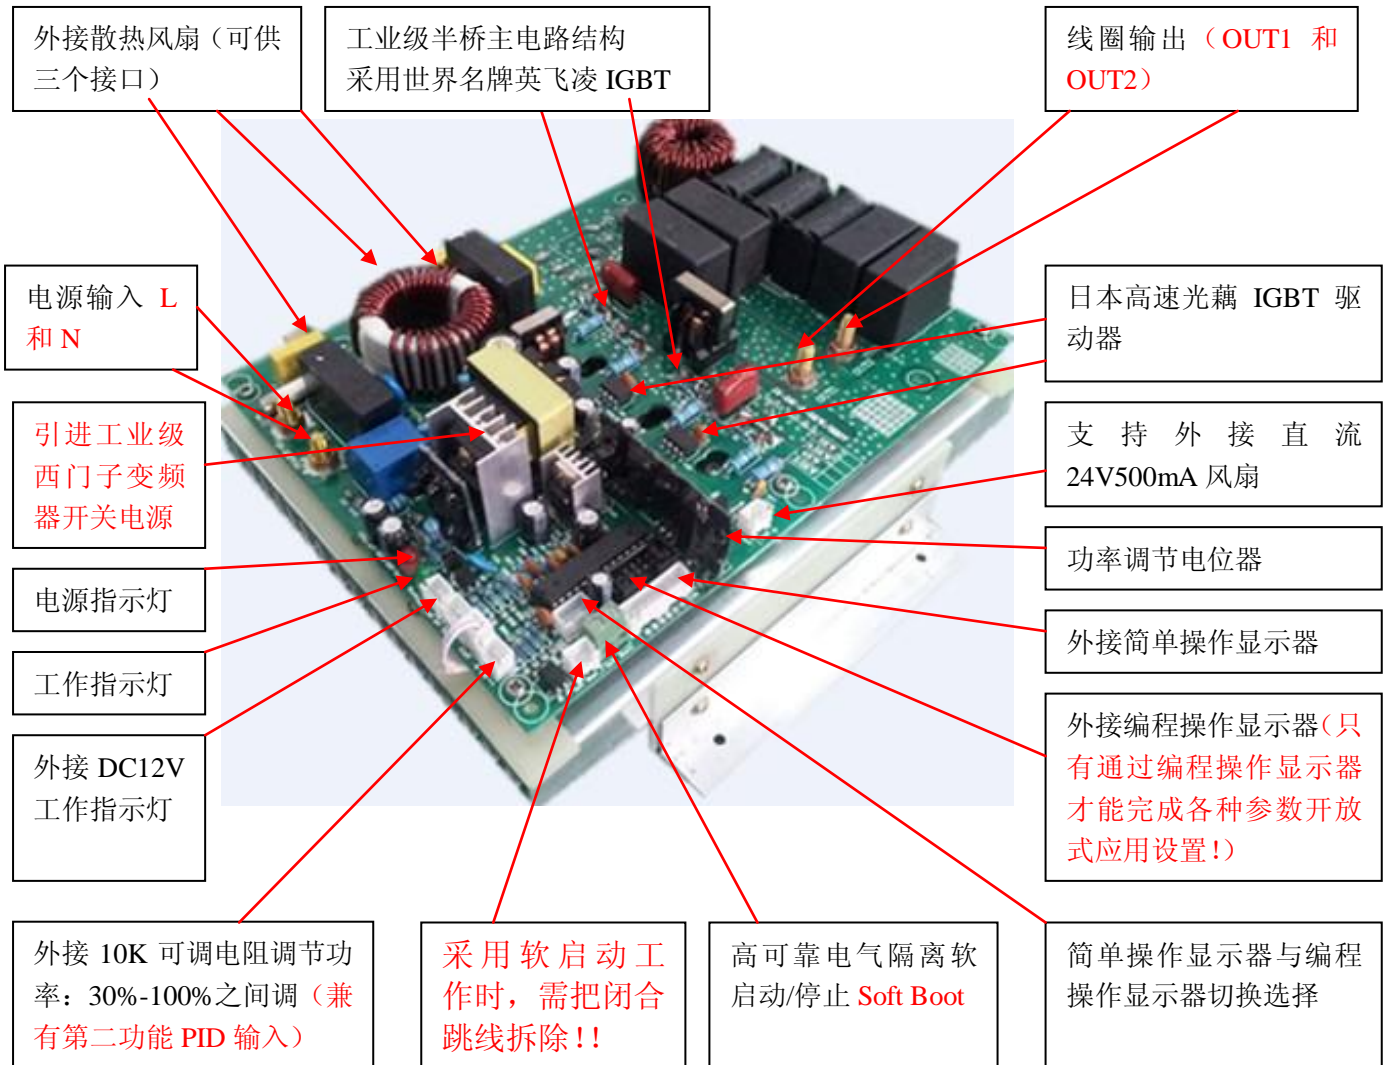 外接散热风扇（可供
三个接口）
工业级半桥主电路结构
采用世界名牌英飞凌 IGBT
线圈输出（OUT1 和
OUT2）
电源输入 L
和 N
日本高速光藕 IGBT 驱
动器
引进工业级
西门子变频
器开关电源
支持外接直流
24V500mA 风扇
功率调节电位器
电源指示灯
外接简单操作显示器
工作指示灯
外接编程操作显示器（只
有通过编程操作显示器
才能完成各种参数开放
式应用设置！）
外接 DC12V
工作指示灯
外接 10K 可调电阻调节功
率：30%-100%之间调（兼
有第二功能 PID 输入）
采用软启动工
作时，需把闭合
跳线拆除！！
高可靠电气隔离软
启动/停止 Soft Boot
简单操作显示器与编程
操作显示器切换选择